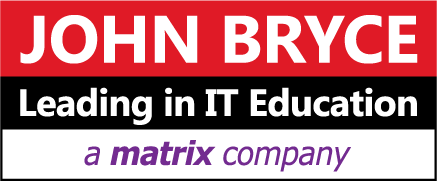 JOHN BRYCE
Leading in IT Education
a matrix company